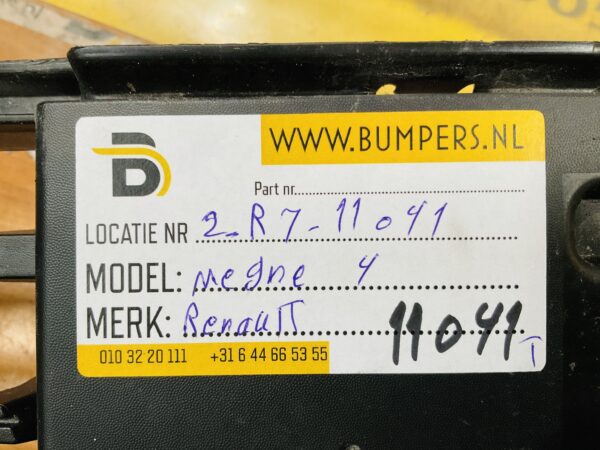 WWW.BUMPERS.NL
Part nr
LOCATIE NR 2-R7-11041
MODEL: megne 4
MERK: Renault
11041 T
010 32 20 111 +31 6 44 66 53 55